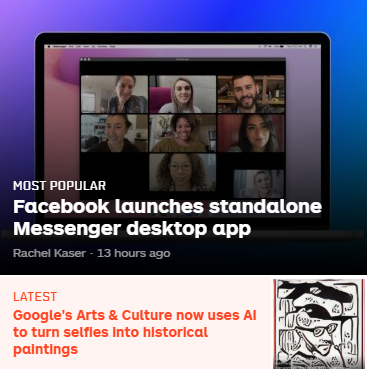 MOST POPULAR
Facebook launches standalone
Messenger desktop app
Rachel Kaser · 13 hours ago
LATEST
Google's Arts & Culture now uses AI
to turn selfies into historical
paintings